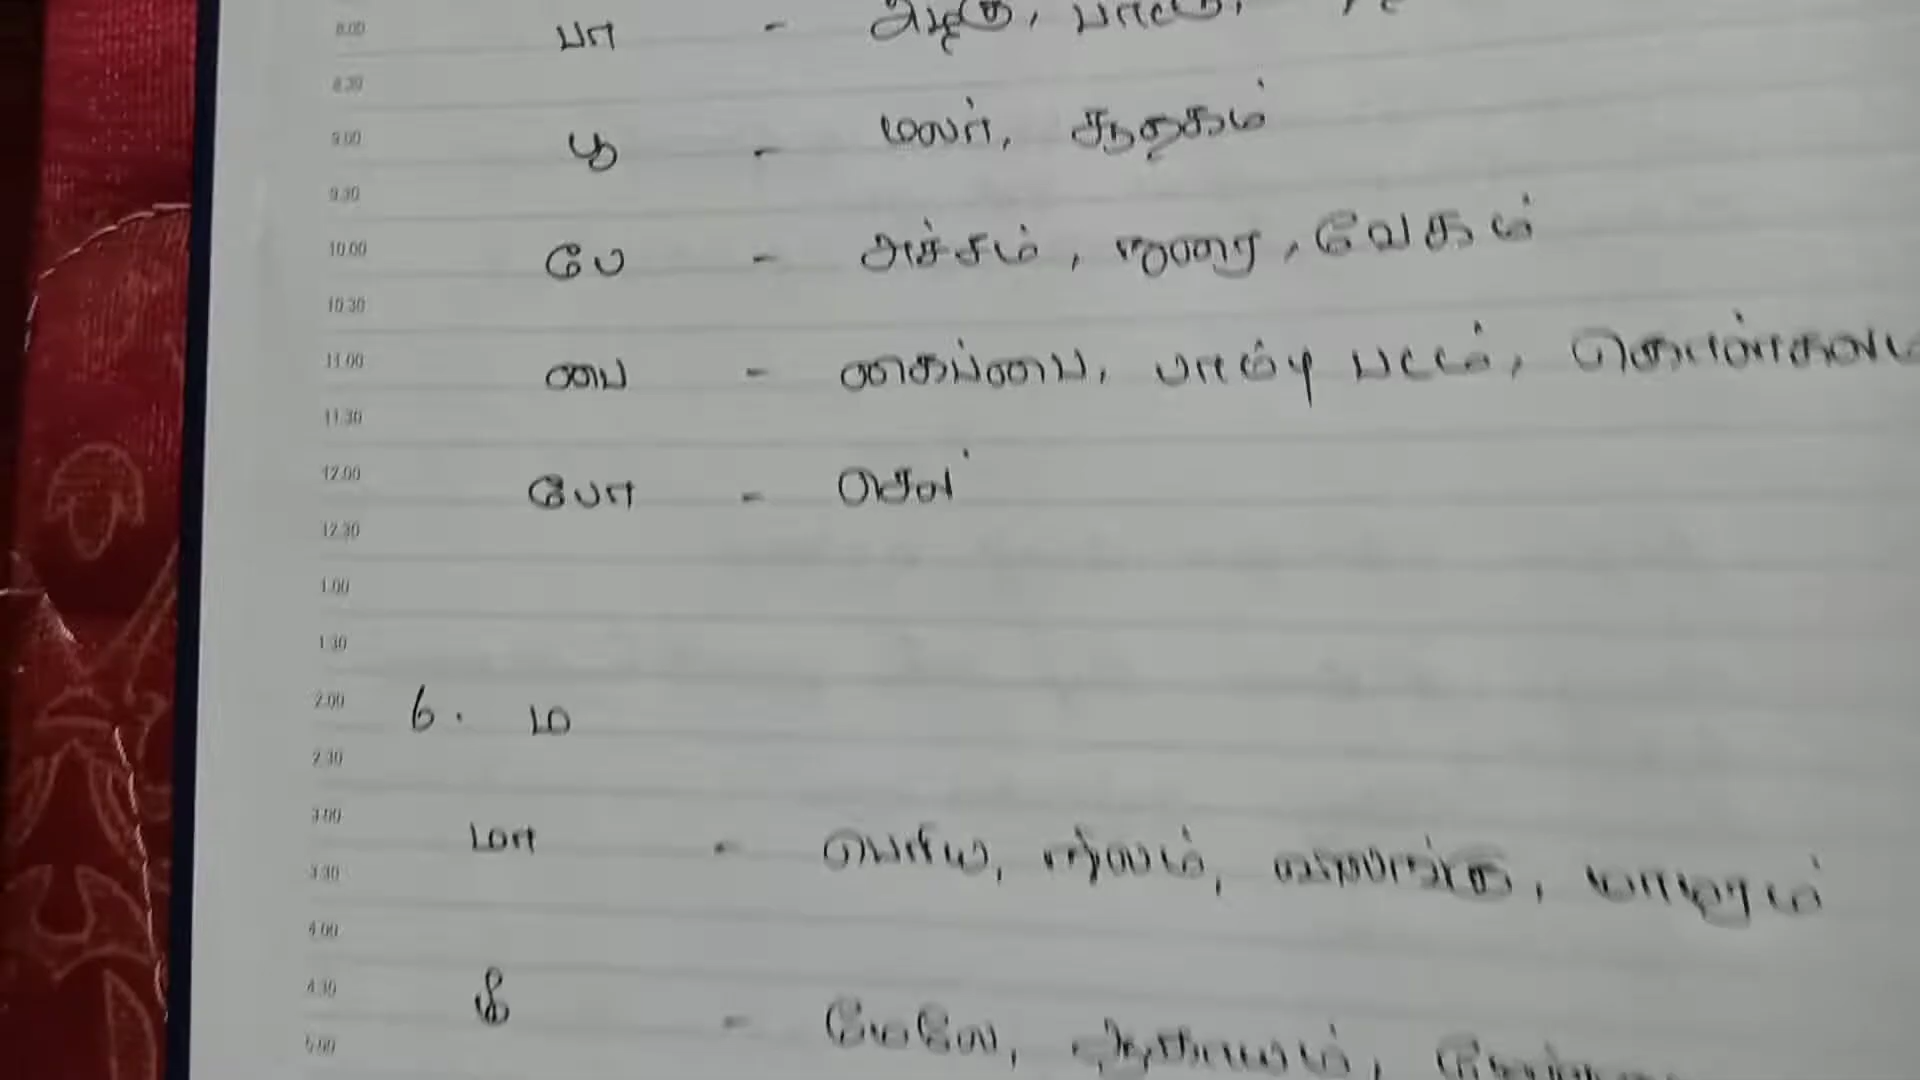 8.00 பா - அழகு, பாட்டு,
8.30
9.00 பூ - மலர், சூதகம்
9.30
10.00 பே - அச்சம், நுரை, வேகம்
10.30
11.00 பை - கைப்பை, பாம்பு படம்,
11.30
12.00 போ - செல்
12.30
1.00
1.30
2.00 6. ம
2.30
3.00 மா - பெரிய, நிலம், விலங்கு, மாமரம்
3.30
4.00
4.30 மீ - மேலே, ஆகாயம்,
5.00